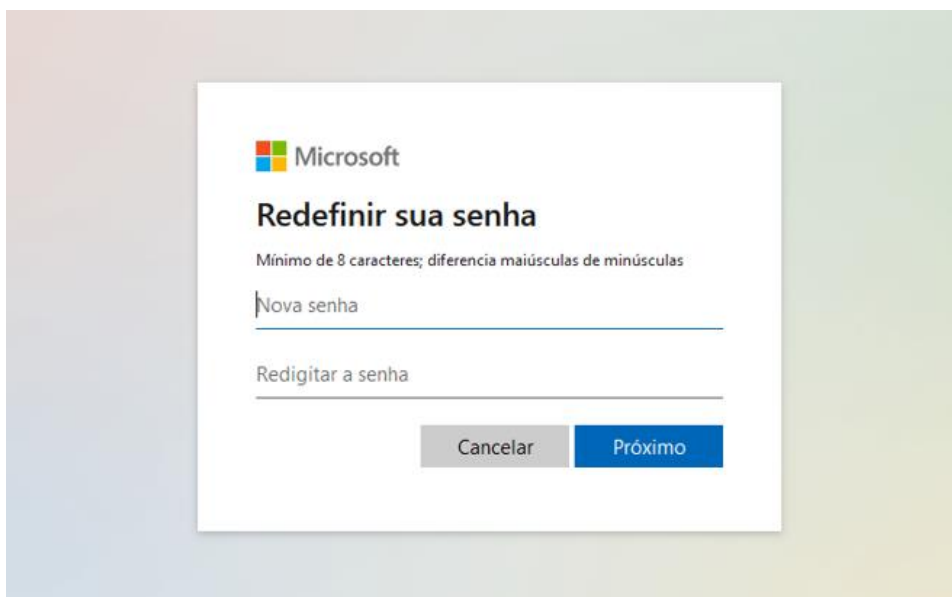 Microsoft
Redefinir sua senha
Mínimo de 8 caracteres; diferencia maiúsculas de minúsculas
Nova senha
Redigitar a senha
Cancelar Próximo